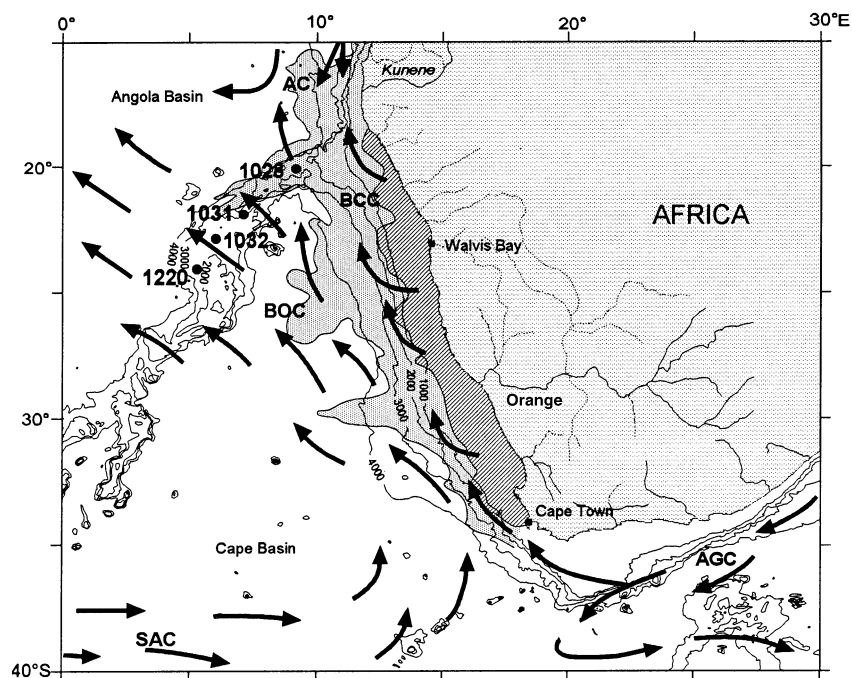 0°
10°
20°
30°E
Kunene
AC
Angola Basin
20°
1028
BCC
AFRICA
1031
1032
Walvis Bay
4000
3000
2000
1220
BOC
1000
2000
3000
Orange
30°
4000
Cape Town
Cape Basin
AGC
SAC
40°S